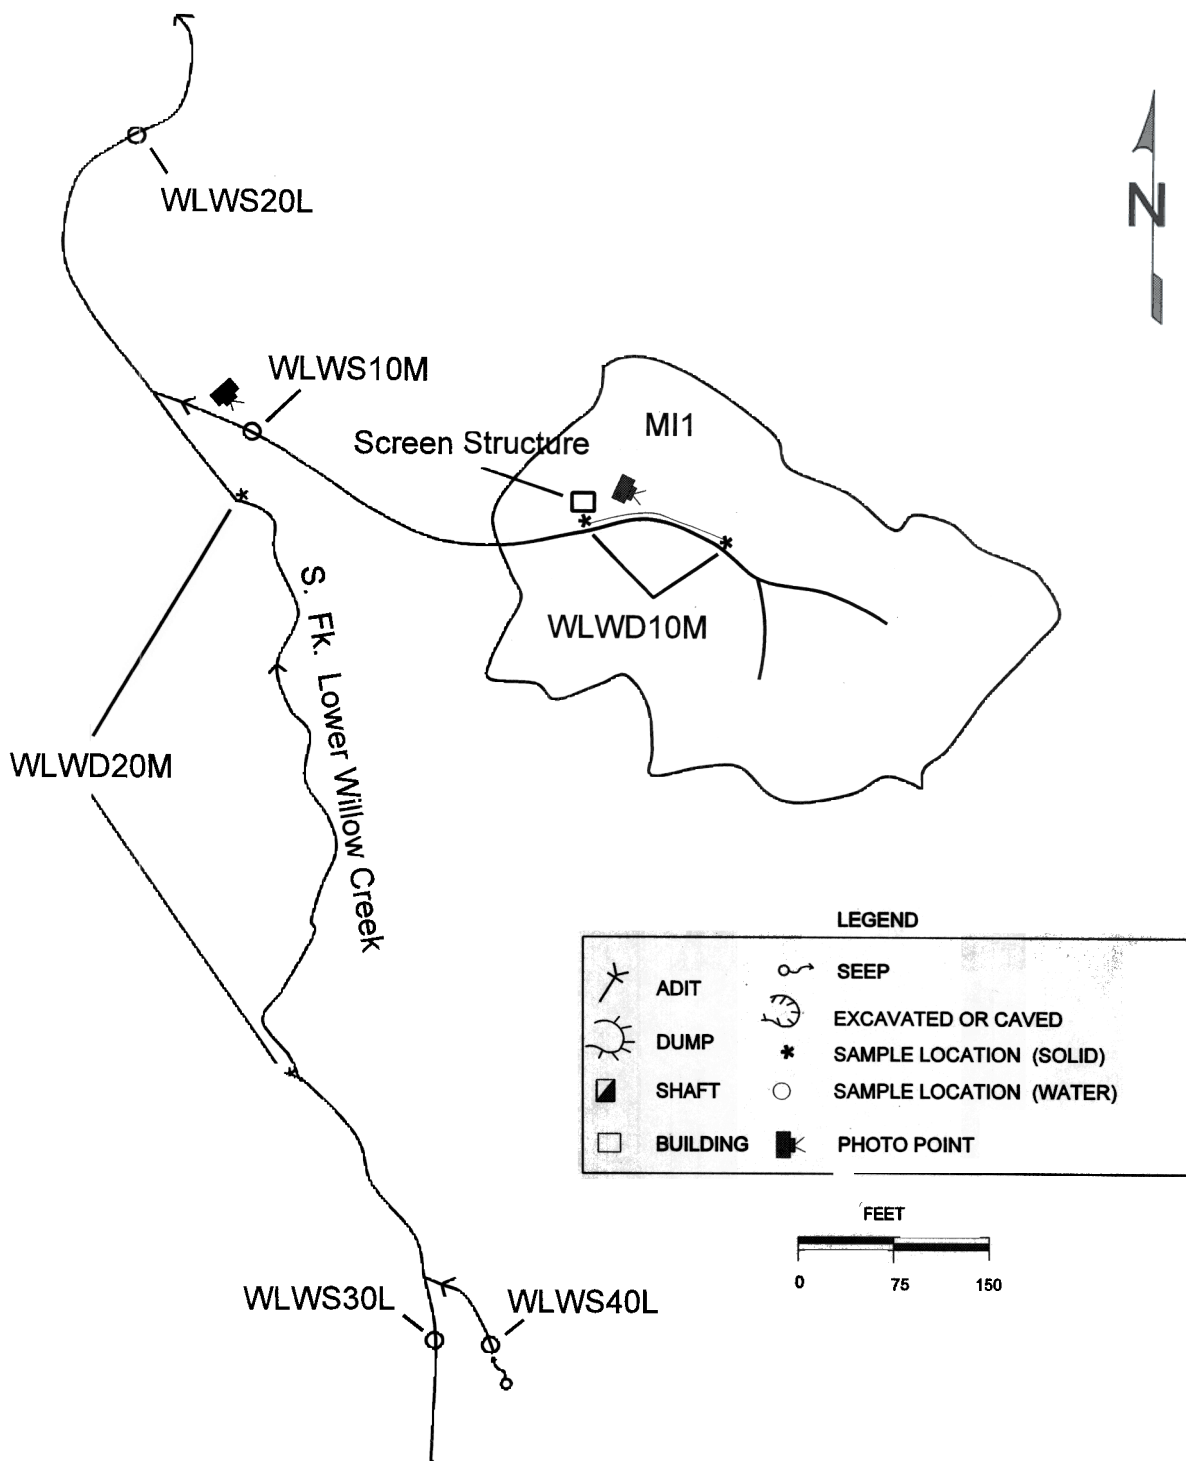 WLWS20L
N
WLWS10M
MI1
Screen Structure
WLWD10M
S. Fk. Lower Willow Creek
WLWD20M
LEGEND
ADIT
SEEP
EXCAVATED OR CAVED
DUMP
SAMPLE LOCATION (SOLID)
SHAFT
SAMPLE LOCATION (WATER)
BUILDING
PHOTO POINT
FEET
0 75 150
WLWS30L
WLWS40L